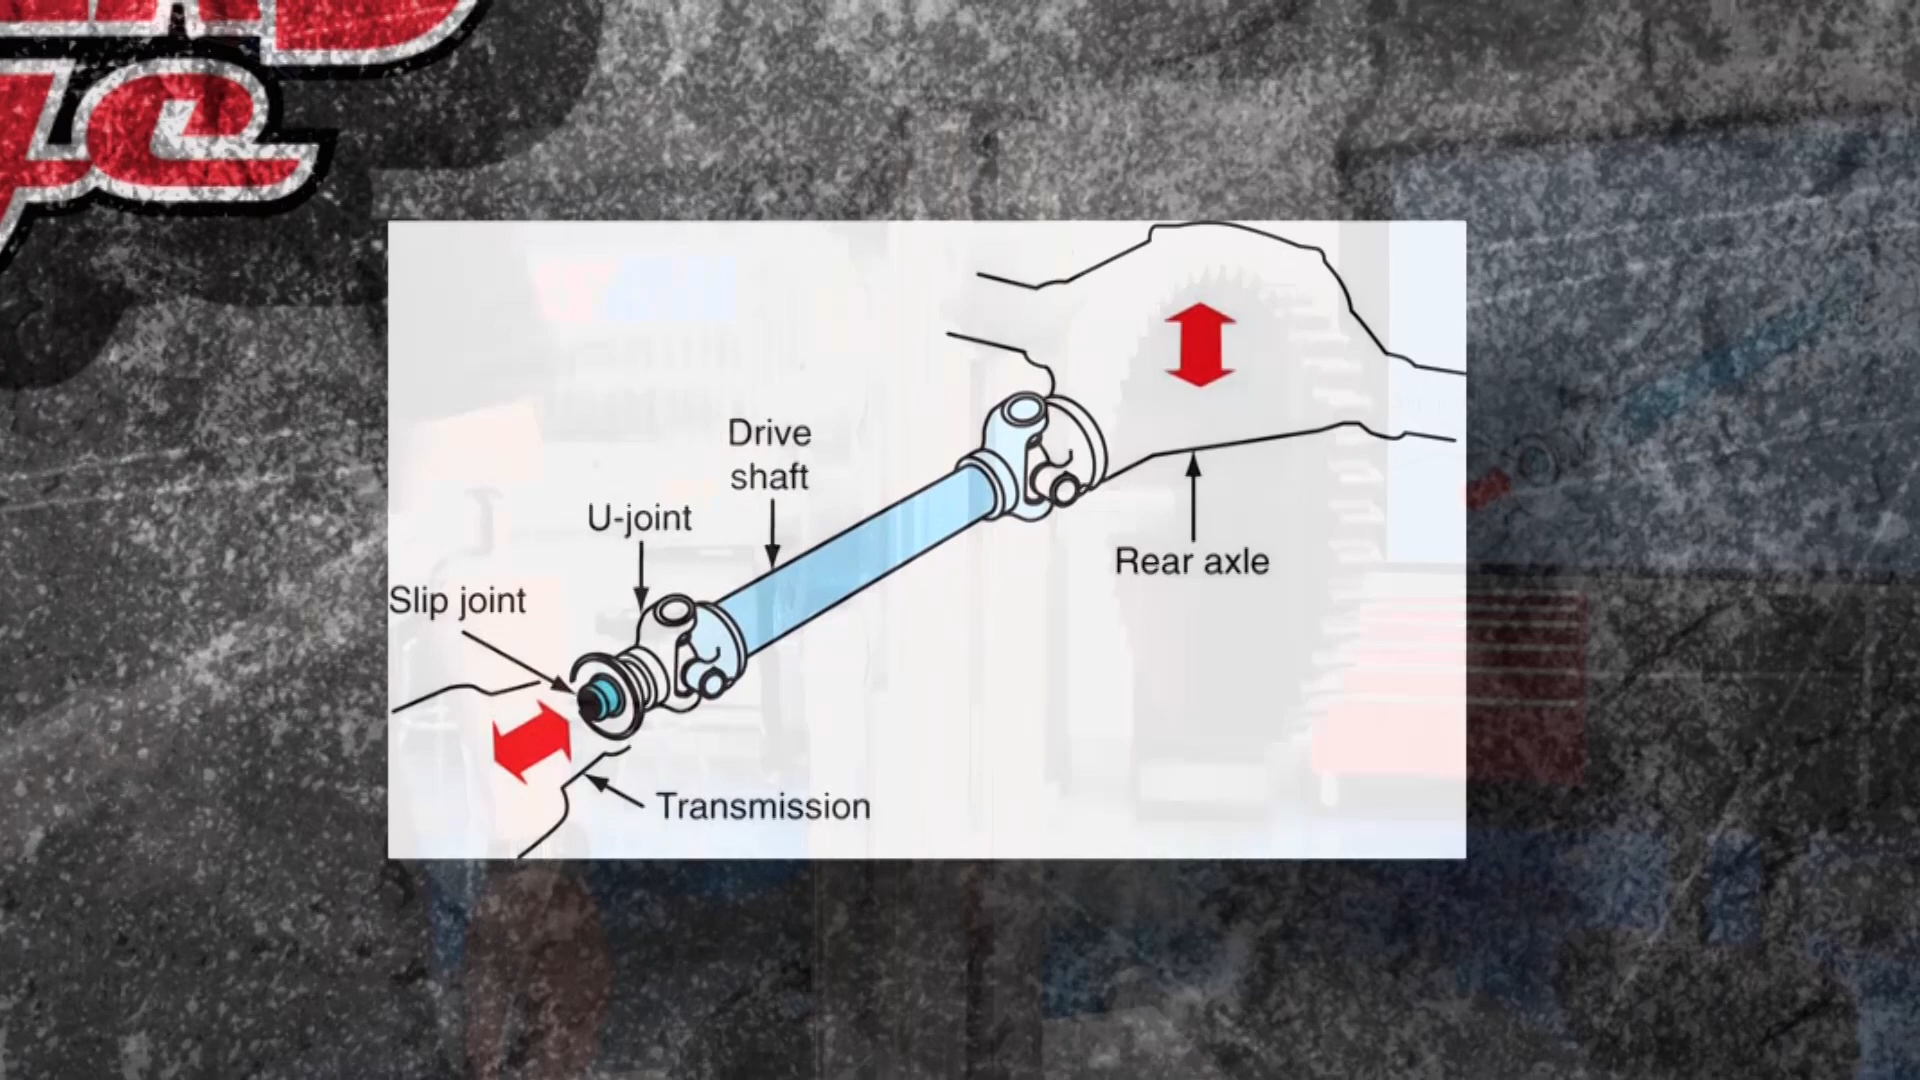 Drive
shaft
U-joint
Slip joint
Rear axle
Transmission